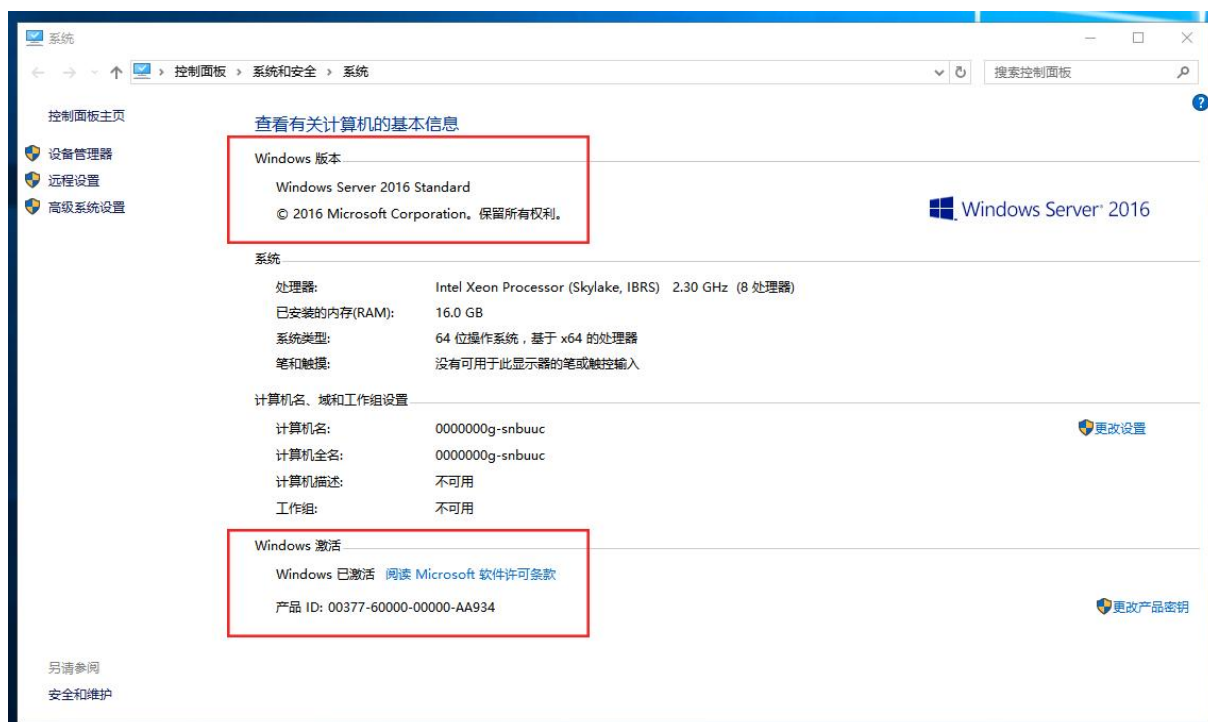 系统
控制面板 › 系统和安全 › 系统
搜索控制面板
控制面板主页
设备管理器
远程设置
高级系统设置
查看有关计算机的基本信息
Windows 版本
Windows Server 2016 Standard
© 2016 Microsoft Corporation。保留所有权利。
Windows Server 2016
系统
处理器: Intel Xeon Processor (Skylake, IBRS) 2.30 GHz (8 处理器)
已安装的内存(RAM): 16.0 GB
系统类型: 64 位操作系统，基于 x64 的处理器
笔和触摸: 没有可用于此显示器的笔或触控输入
计算机名、域和工作组设置
计算机名: 0000000g-snbuuc
更改设置
计算机全名: 0000000g-snbuuc
计算机描述: 不可用
工作组: 不可用
Windows 激活
Windows 已激活 阅读 Microsoft 软件许可条款
产品 ID: 00377-60000-00000-AA934
更改产品密钥
另请参阅
安全和维护